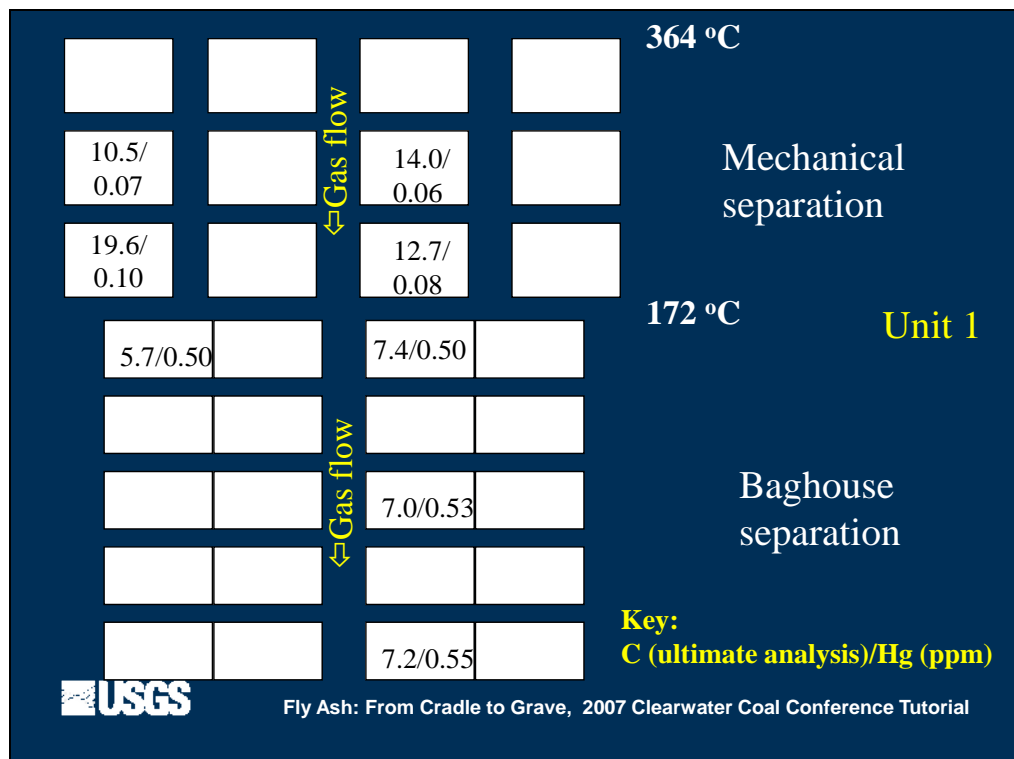 364 °C
⇦Gas flow
10.5/
0.07
14.0/
0.06
Mechanical
separation
19.6/
0.10
12.7/
0.08
172 °C
Unit 1
5.7/0.50
7.4/0.50
⇦Gas flow
7.0/0.53
Baghouse
separation
7.2/0.55
Key:
C (ultimate analysis)/Hg (ppm)
USGS
Fly Ash: From Cradle to Grave, 2007 Clearwater Coal Conference Tutorial